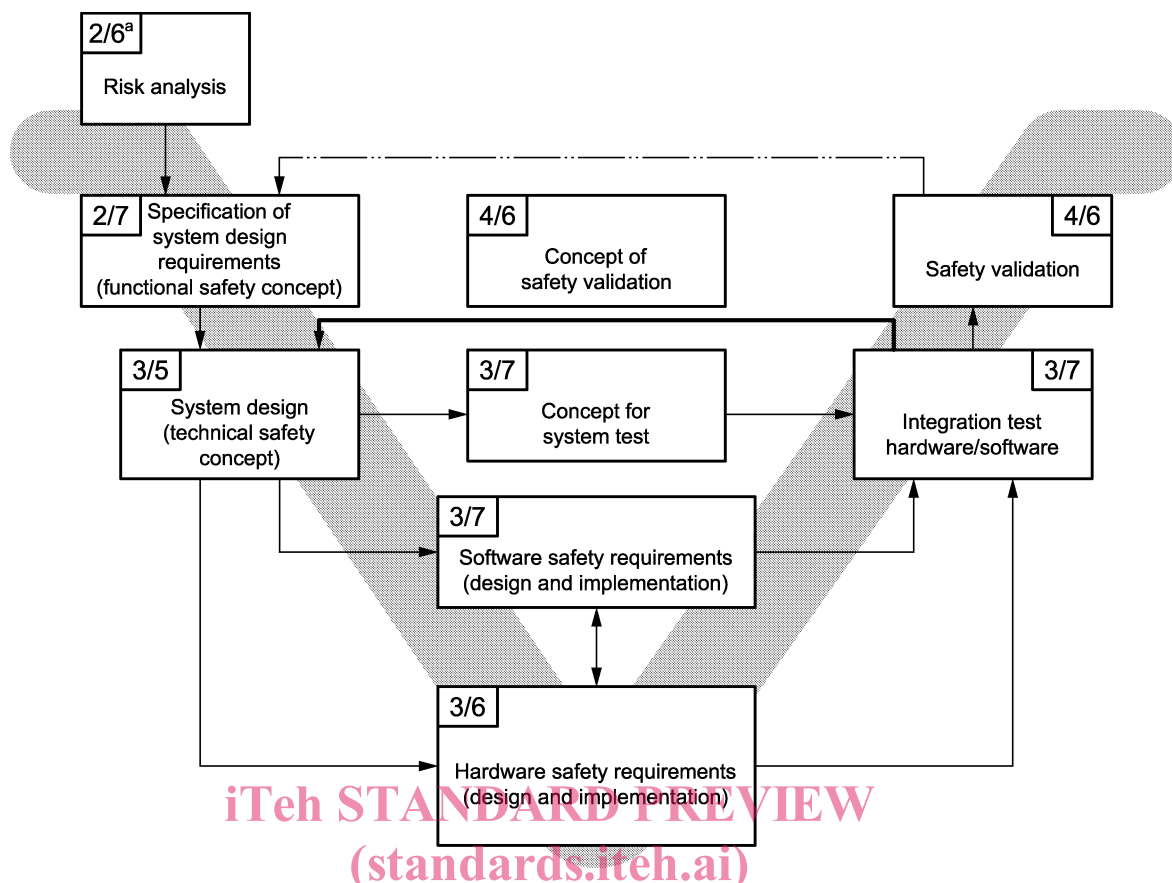 2/6ª
Risk analysis
2/7
Specification of
system design
requirements
(functional safety concept)
4/6
Concept of
safety validation
4/6
Safety validation
3/5
System design
(technical safety
concept)
3/7
Concept for
system test
3/7
Integration test
hardware/software
3/7
Software safety requirements
(design and implementation)
3/6
Hardware safety requirements
(design and implementation)
iTeh STANDARD PREVIEW
(standards.iteh.ai)